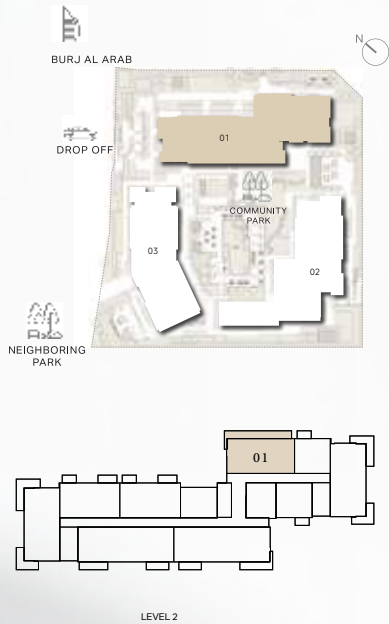 N
BURJ AL ARAB
DROP OFF
01
COMMUNITY
PARK
03
02
NEIGHBORING
PARK
01
LEVEL 2